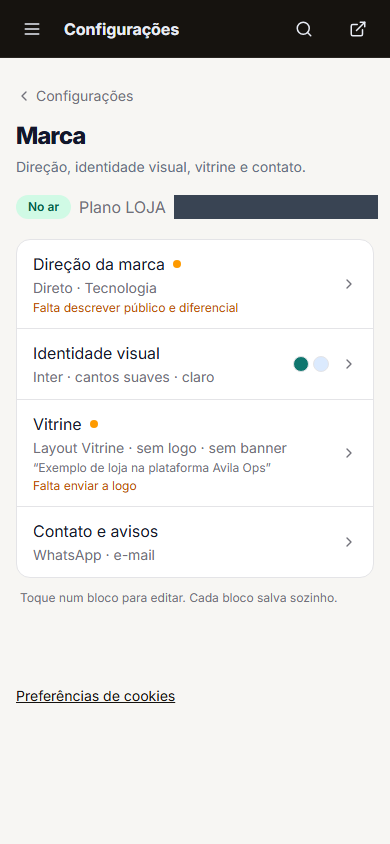 Configurações
Configurações
Marca
Direção, identidade visual, vitrine e contato.
No ar Plano LOJA
Direção da marca
Direto · Tecnologia
Falta descrever público e diferencial
Identidade visual
Inter · cantos suaves · claro
Vitrine
Layout Vitrine · sem logo · sem banner
“Exemplo de loja na plataforma Avila Ops”
Falta enviar a logo
Contato e avisos
WhatsApp · e-mail
Toque num bloco para editar. Cada bloco salva sozinho.
Preferências de cookies